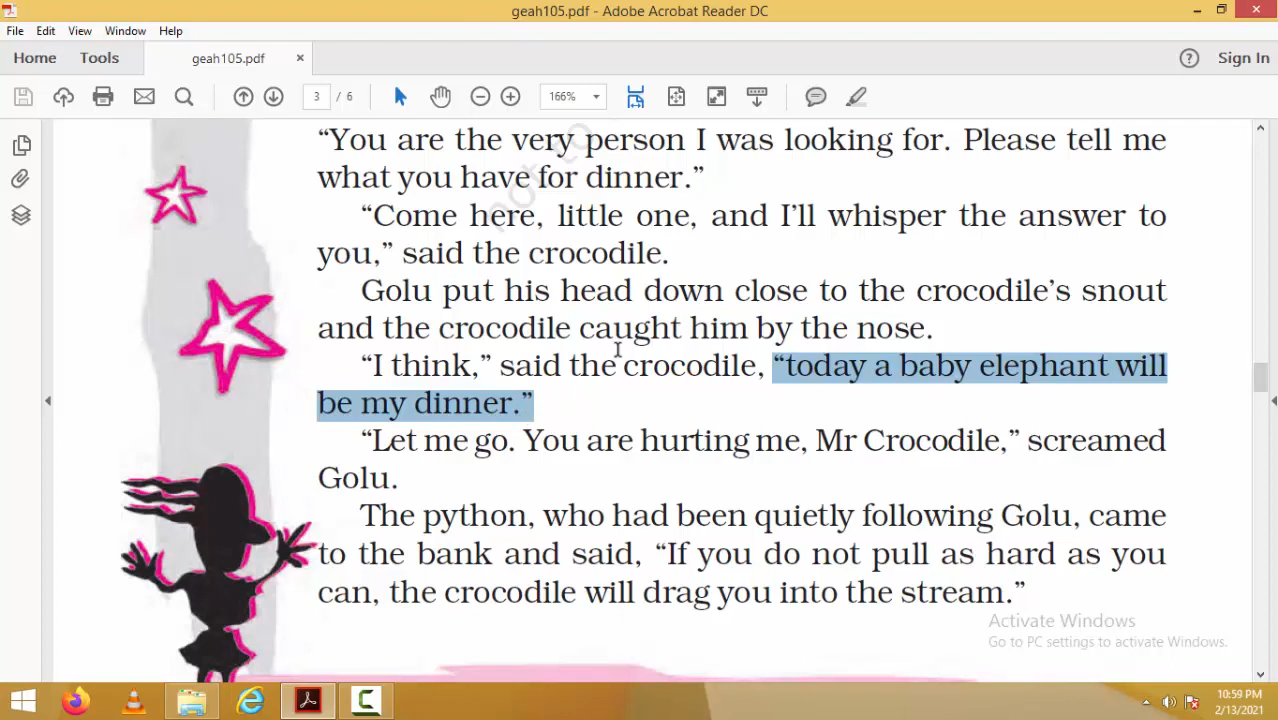 geah105.pdf - Adobe Acrobat Reader DC
File Edit View Window Help
Home Tools geah105.pdf × Sign In
3 / 6 166%
not to
“You are the very person I was looking for. Please tell me
what you have for dinner.”
“Come here, little one, and I’ll whisper the answer to
you,” said the crocodile.
Golu put his head down close to the crocodile’s snout
and the crocodile caught him by the nose.
“I think,” said the crocodile, “today a baby elephant will
be my dinner.”
“Let me go. You are hurting me, Mr Crocodile,” screamed
Golu.
The python, who had been quietly following Golu, came
to the bank and said, “If you do not pull as hard as you
can, the crocodile will drag you into the stream.”
Activate Windows
Go to PC settings to activate Windows.
10:59 PM
2/13/2021